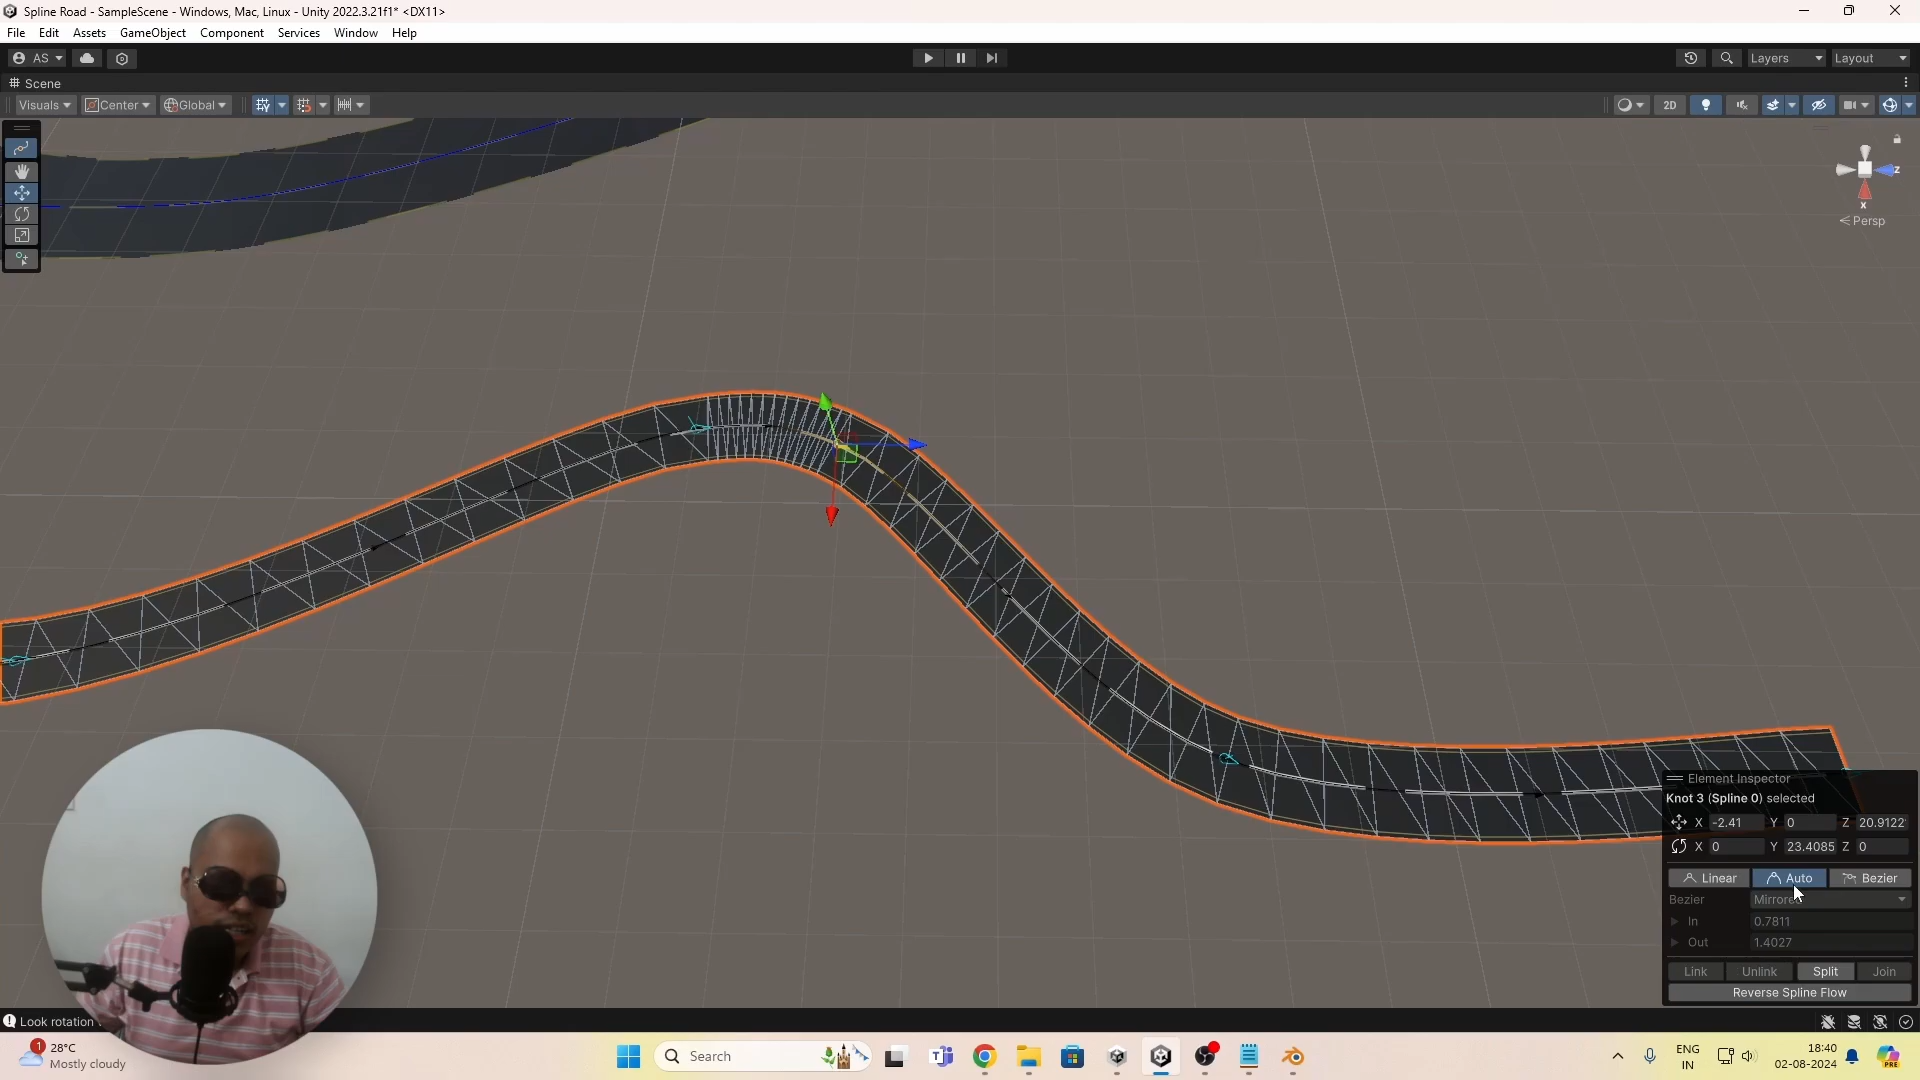 Spline Road - SampleScene - Windows, Mac, Linux - Unity 2022.3.21f1* <DX11>
File Edit Assets GameObject Component Services Window Help
AS Layers Layout
Scene
Visuals Center Global 2D
z
x
Persp
Element Inspector
Knot 3 (Spline 0) selected
X -2.41 Y 0 Z 20.9122
X 0 Y 23.4085 Z 0
Linear Auto Bezier
Bezier
In 0.7811
Out 1.4027
Link Unlink Split Join
Reverse Spline Flow
Look rotation
1
28°C
Mostly cloudy
Search
ENG
IN
18:40
02-08-2024
PRE